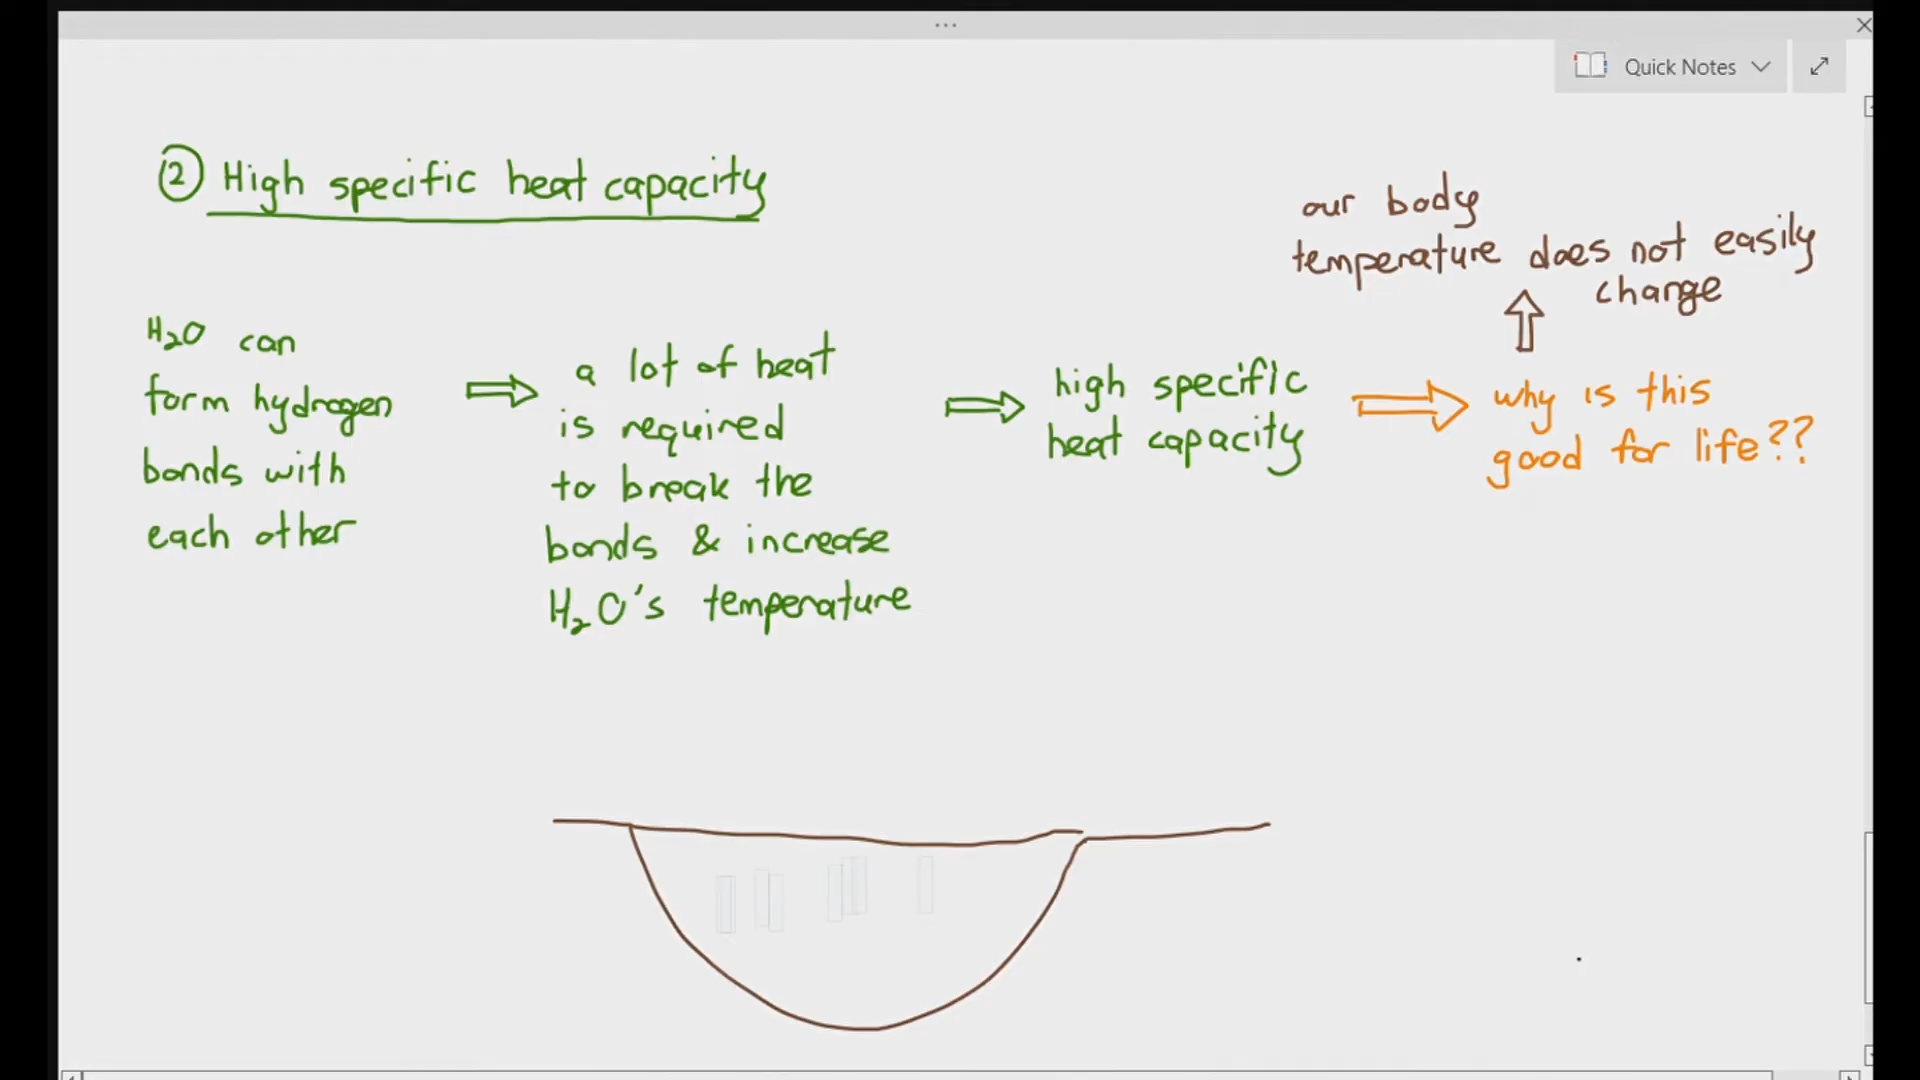 ...
Quick Notes
② High specific heat capacity
H₂O can
form hydrogen
bonds with
each other
a lot of heat
is required
to break the
bonds & increase
H₂O's temperature
high specific
heat capacity
why is this
good for life??
our body
temperature does not easily
change